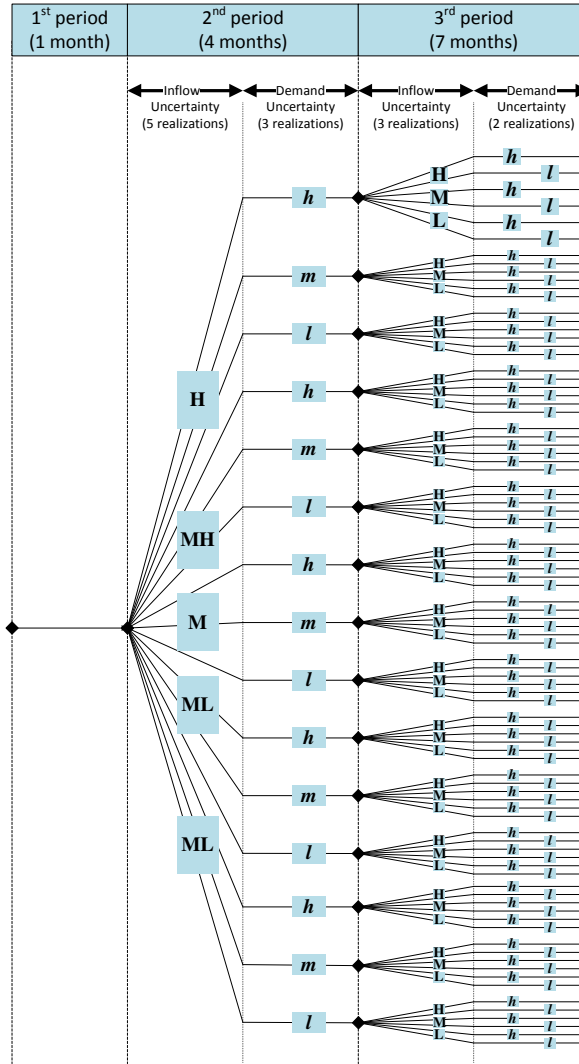 1st period
(1 month)
2nd period
(4 months)
3rd period
(7 months)
Inflow
Uncertainty
(5 realizations)
Demand
Uncertainty
(3 realizations)
Inflow
Uncertainty
(3 realizations)
Demand
Uncertainty
(2 realizations)
H
MH
M
ML
ML
h
m
l
h
m
l
h
m
l
h
m
l
h
m
l
H h l
M h l
L h l
H h l
M h l
L h l
H h l
M h l
L h l
H h l
M h l
L h l
H h l
M h l
L h l
H h l
M h l
L h l
H h l
M h l
L h l
H h l
M h l
L h l
H h l
M h l
L h l
H h l
M h l
L h l
H h l
M h l
L h l
H h l
M h l
L h l
H h l
M h l
L h l
H h l
M h l
L h l
H h l
M h l
L h l